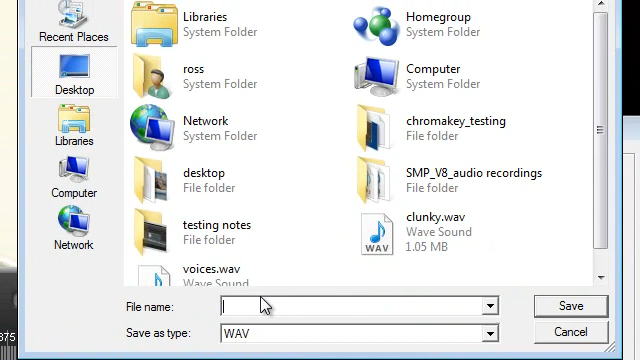 Recent Places
Desktop
Libraries
Computer
Network
Libraries
System Folder
Homegroup
System Folder
ross
System Folder
Computer
System Folder
Network
System Folder
chromakey_testing
File folder
desktop
File folder
SMP_V8_audio recordings
File folder
testing notes
File folder
clunky.wav
Wave Sound
1.05 MB
WAV
voices.wav
Wave Sound
File name:
Save
Save as type:
WAV
Cancel
875